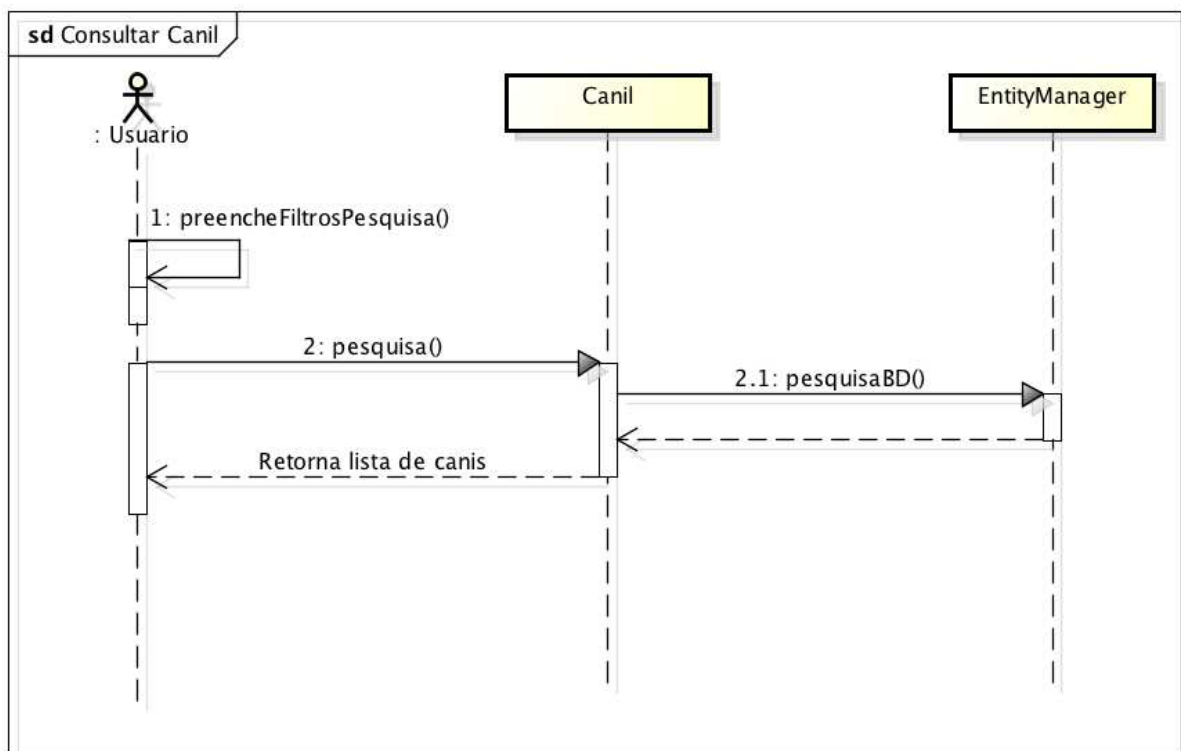 sd Consultar Canil
: Usuario
Canil
EntityManager
1: preencheFiltrosPesquisa()
2: pesquisa()
2.1: pesquisaBD()
Retorna lista de canis